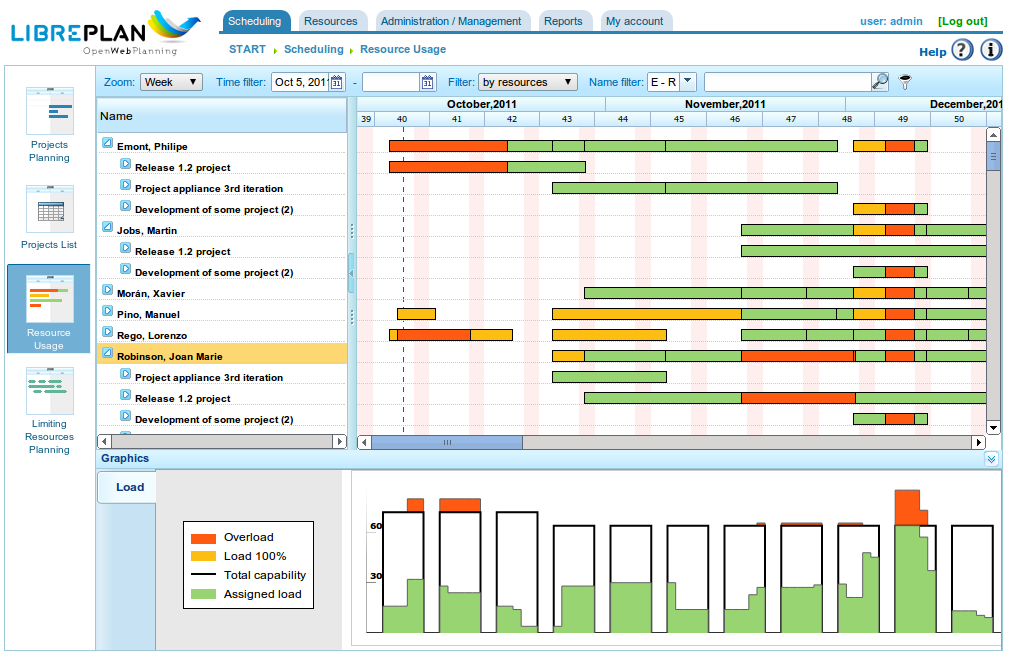 Scheduling Resources Administration / Management Reports My account
LIBREPLAN
OpenWebPlanning
user: admin [Log out]
START Scheduling Resource Usage
Help ? i
Zoom: Week Time filter: Oct 5, 201 - Filter: by resources Name filter: E - R
Projects
Planning
Projects List
Resource
Usage
Limiting
Resources
Planning
Name
October,2011 November,2011 December,201
39 40 41 42 43 44 45 46 47 48 49 50
Emont, Philipe
Release 1.2 project
Project appliance 3rd iteration
Development of some project (2)
Jobs, Martin
Release 1.2 project
Development of some project (2)
Morán, Xavier
Pino, Manuel
Rego, Lorenzo
Robinson, Joan Marie
Project appliance 3rd iteration
Release 1.2 project
Development of some project (2)
Graphics
Load
Overload
Load 100%
Total capability
Assigned load
60
30